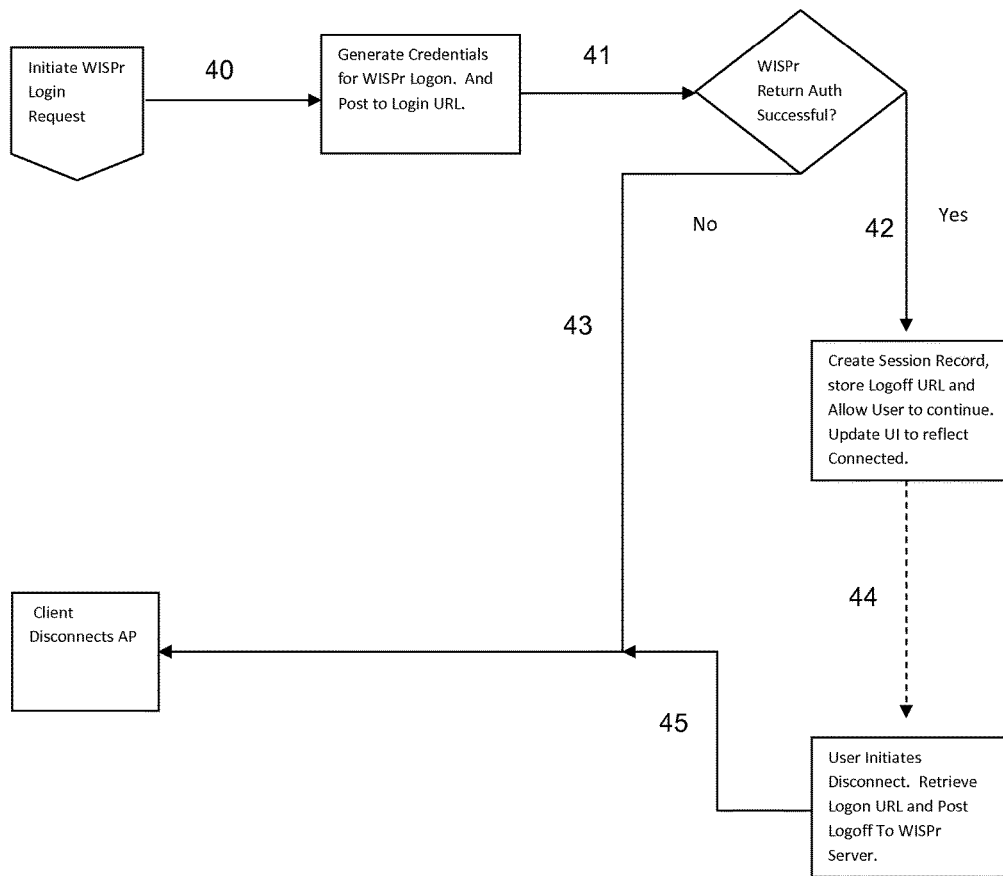 Initiate WISPr
Login
Request
40
Generate Credentials
for WISPr Logon.  And
Post to Login URL.
41
WISPr
Return Auth
Successful?
No
42
Yes
43
Create Session Record,
store Logoff URL and
Allow User to continue.
Update UI to reflect
Connected.
44
Client
Disconnects AP
45
User Initiates
Disconnect.  Retrieve
Logon URL and Post
Logoff To WISPr
Server.